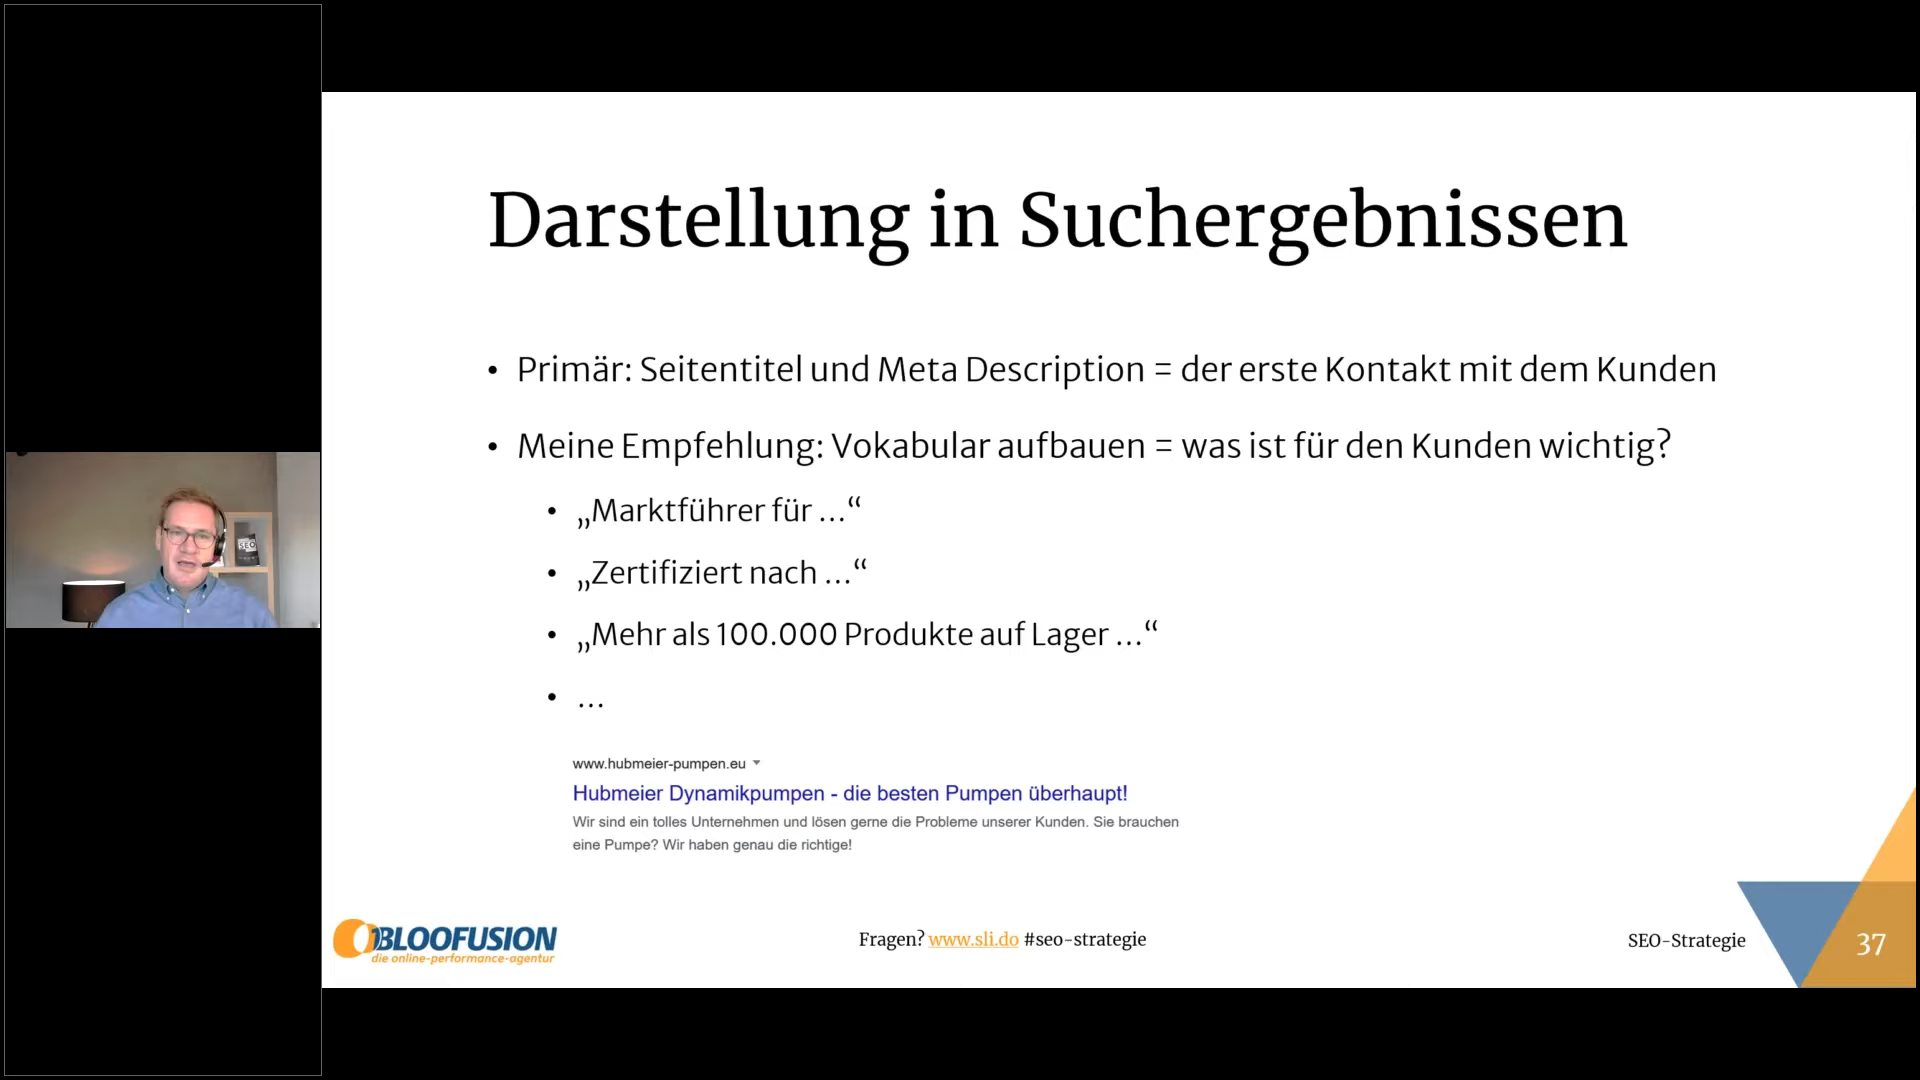 Darstellung in Suchergebnissen
• Primär: Seitentitel und Meta Description = der erste Kontakt mit dem Kunden
• Meine Empfehlung: Vokabular aufbauen = was ist für den Kunden wichtig?
• „Marktführer für …“
• „Zertifiziert nach …“
• „Mehr als 100.000 Produkte auf Lager …“
• …
www.hubmeier-pumpen.eu
Hubmeier Dynamikpumpen - die besten Pumpen überhaupt!
Wir sind ein tolles Unternehmen und lösen gerne die Probleme unserer Kunden. Sie brauchen
eine Pumpe? Wir haben genau die richtige!
SEO
BLOOFUSION
die online-performance-agentur
Fragen? www.sli.do #seo-strategie
SEO-Strategie
37